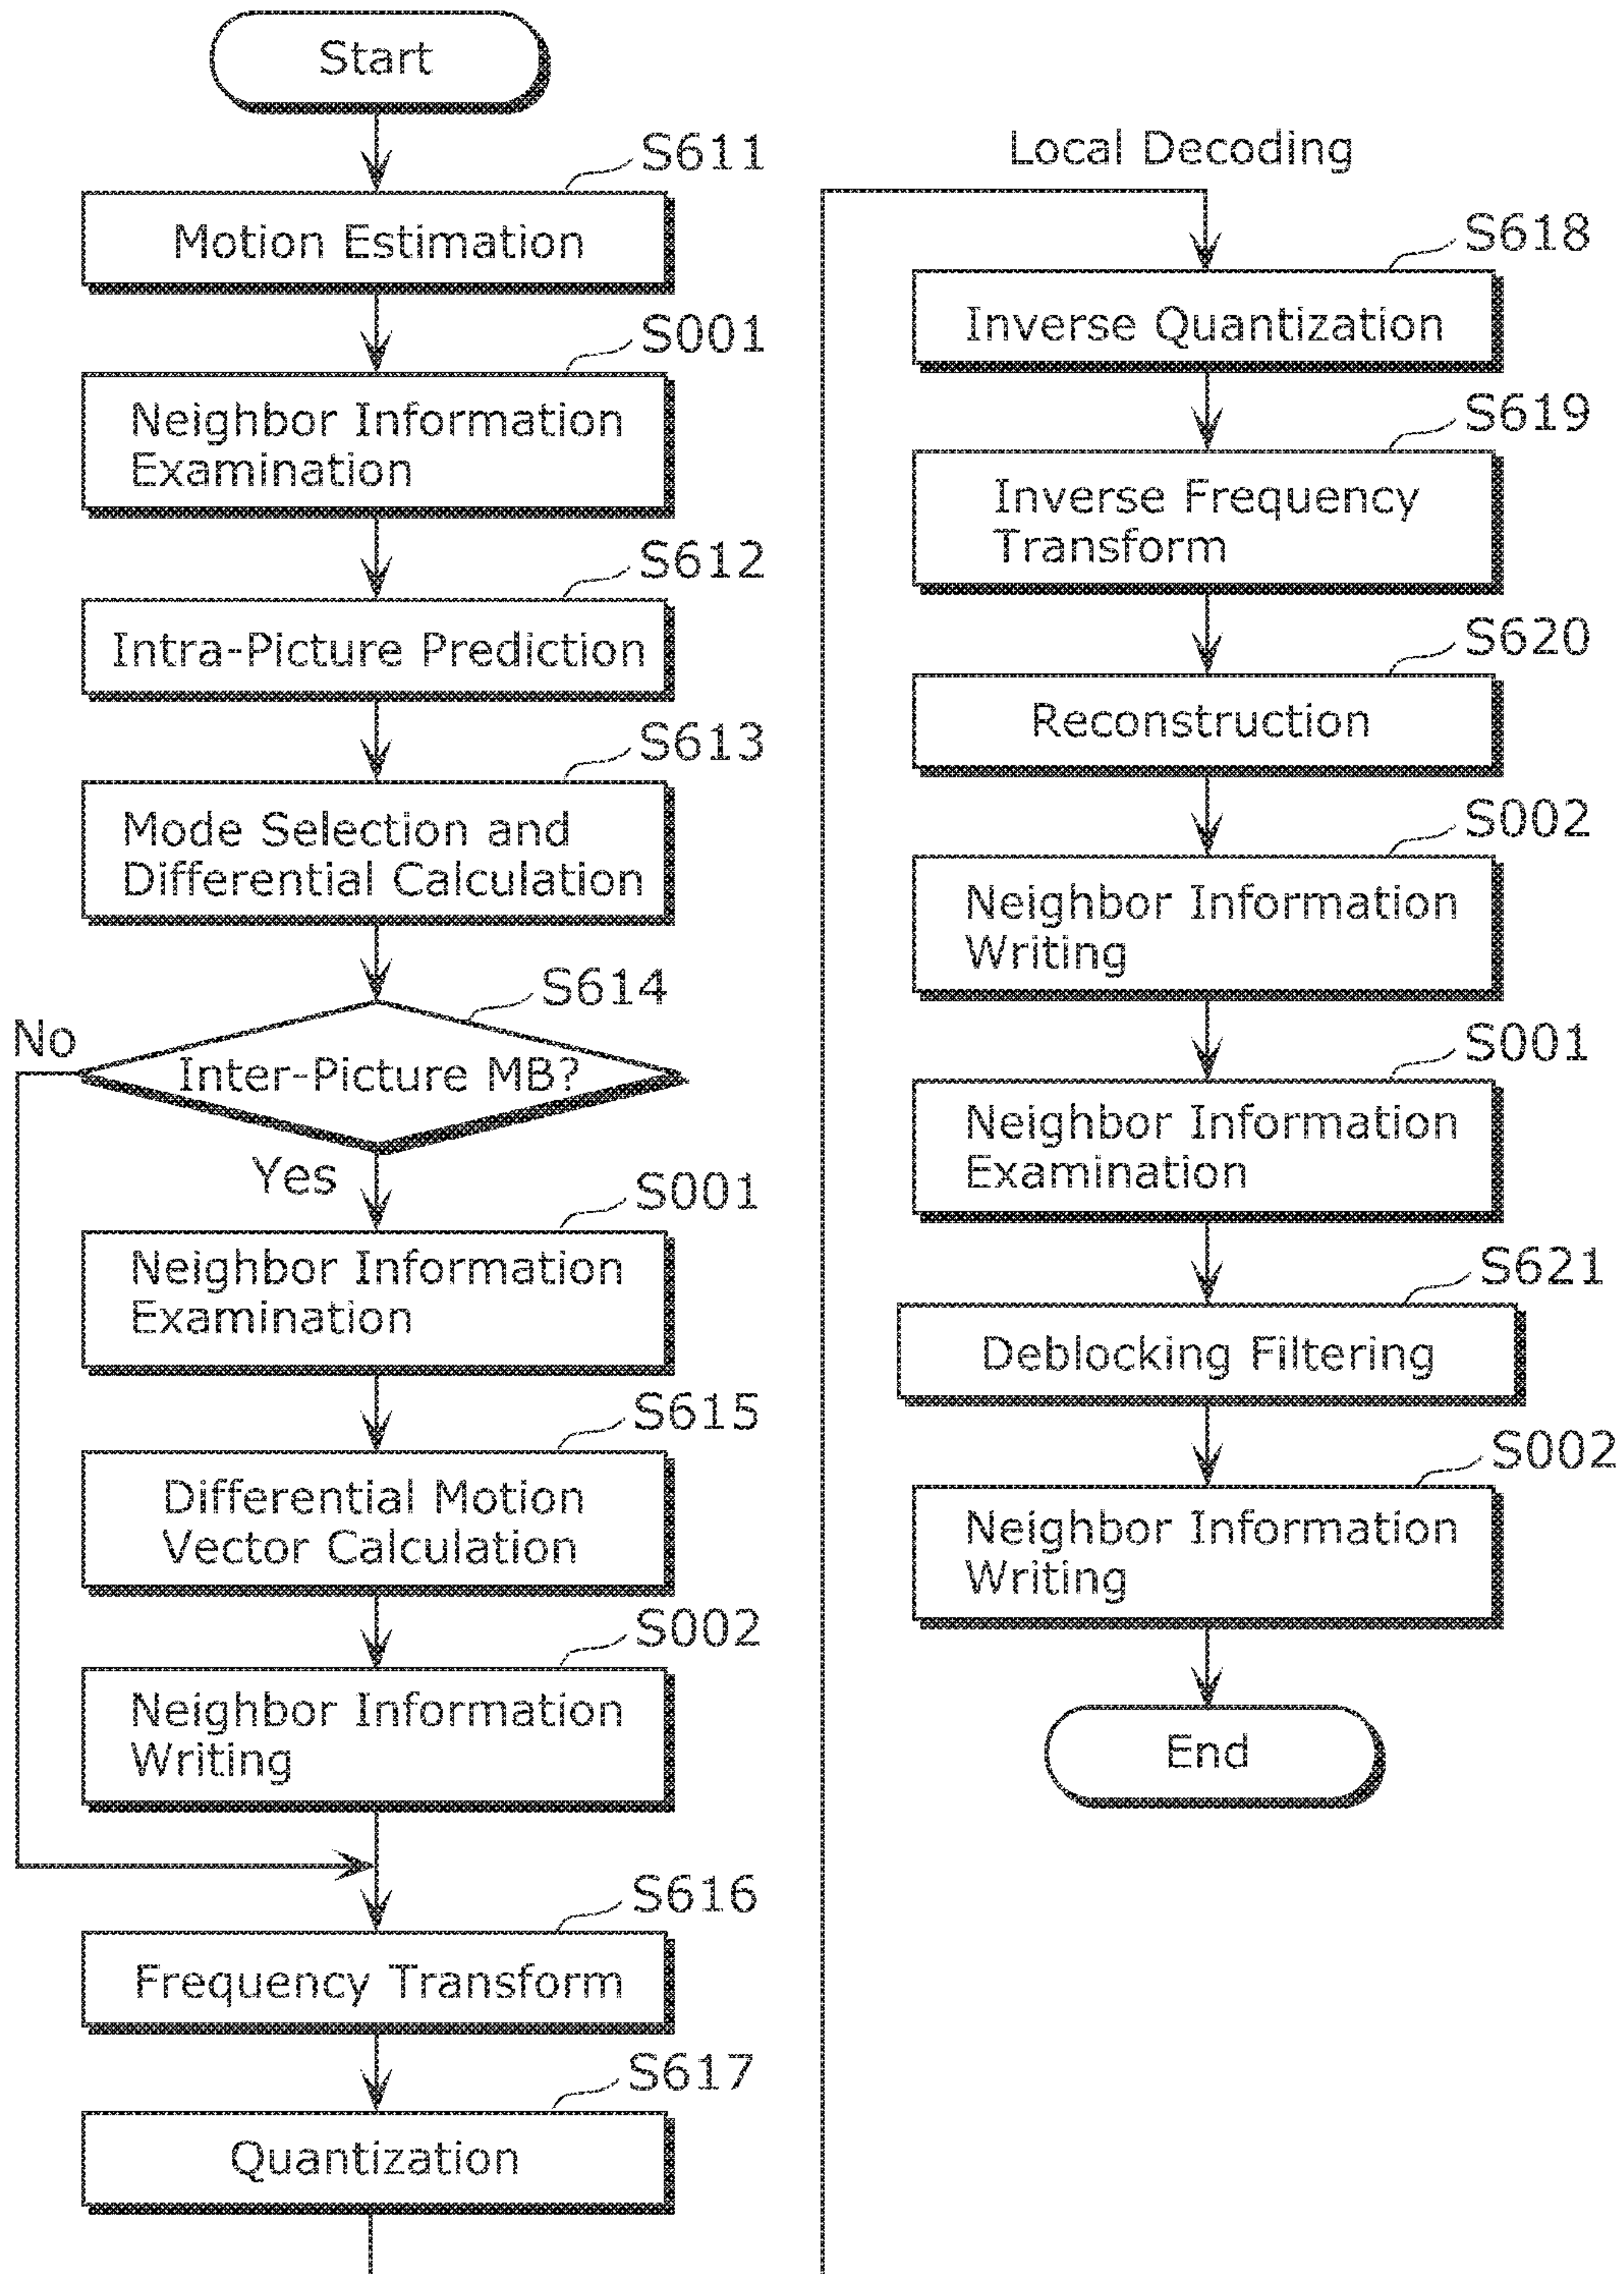 Start
S611
Motion Estimation
S001
Neighbor Information
Examination
S612
Intra-Picture Prediction
S613
Mode Selection and
Differential Calculation
S614
No
Inter-Picture MB?
Yes
S001
Neighbor Information
Examination
S615
Differential Motion
Vector Calculation
S002
Neighbor Information
Writing
S616
Frequency Transform
S617
Quantization
Local Decoding
S618
Inverse Quantization
S619
Inverse Frequency
Transform
S620
Reconstruction
S002
Neighbor Information
Writing
S001
Neighbor Information
Examination
S621
Deblocking Filtering
S002
Neighbor Information
Writing
End